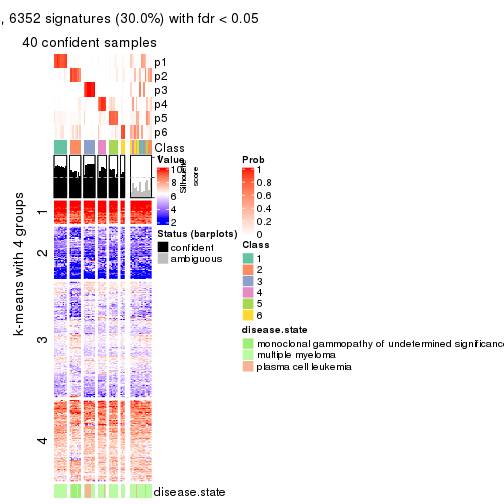 , 6352 signatures (30.0%) with fdr < 0.05
40 confident samples
p1
p2
p3
p4
p5
p6
Class
1
2
3
4
k-means with 4 groups
Value
10
8
6
4
2
Silhouette
score
Status (barplots)
confident
ambiguous
Prob
1
0.8
0.6
0.4
0.2
0
Class
1
2
3
4
5
6
disease.state
monoclonal gammopathy of undetermined significance
multiple myeloma
plasma cell leukemia
disease.state